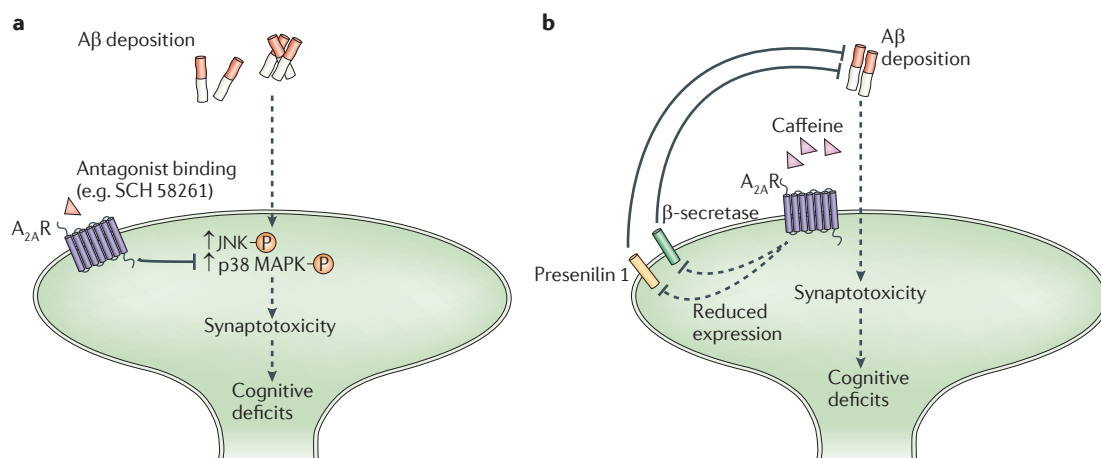 a
Aβ deposition
Antagonist binding
(e.g. SCH 58261)
A2AR
↑JNK-P
↑p38 MAPK-P
Synaptotoxicity
Cognitive
deficits
b
Aβ
deposition
Caffeine
A2AR
β-secretase
Presenilin 1
Synaptotoxicity
Reduced
expression
Cognitive
deficits